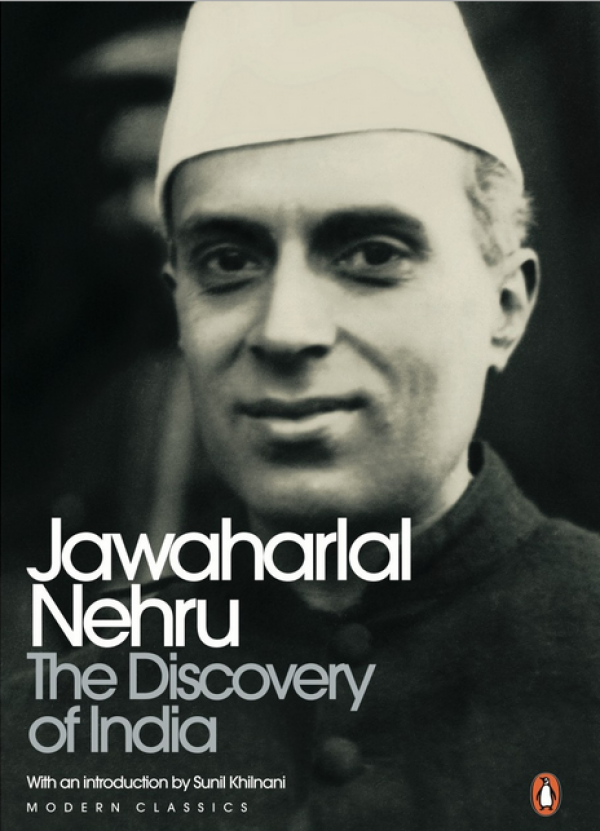 Jawaharlal
Nehru
The Discovery
of India
With an introduction by Sunil Khilnani
MODERN CLASSICS